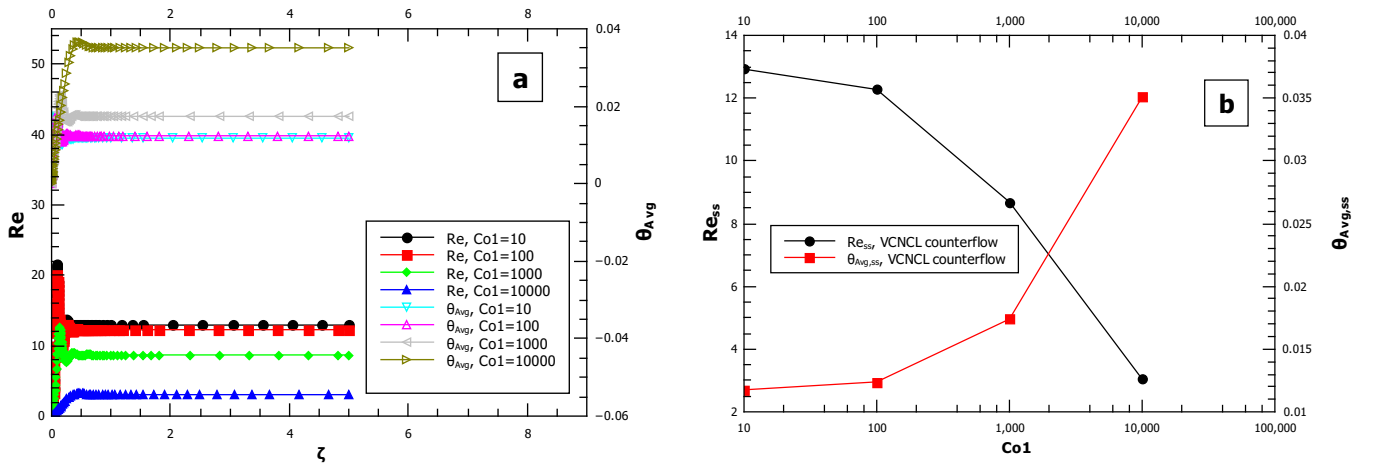 0 2 4 6 8
0.04
0.02
0
−0.02
−0.04
−0.06
θAvg
50
40
30
20
10
0
Re
a
Re, Co1=10
Re, Co1=100
Re, Co1=1000
Re, Co1=10000
θAvg, Co1=10
θAvg, Co1=100
θAvg, Co1=1000
θAvg, Co1=10000
0 2 4 6 8
ζ
10 100 1,000 10,000 100,000
14
12
10
8
6
4
2
Ress
b
Ress, VCNCL counterflow
θAvg,ss, VCNCL counterflow
0.04
0.035
0.03
0.025
0.02
0.015
0.01
θAvg,ss
10 100 1,000 10,000 100,000
Co1